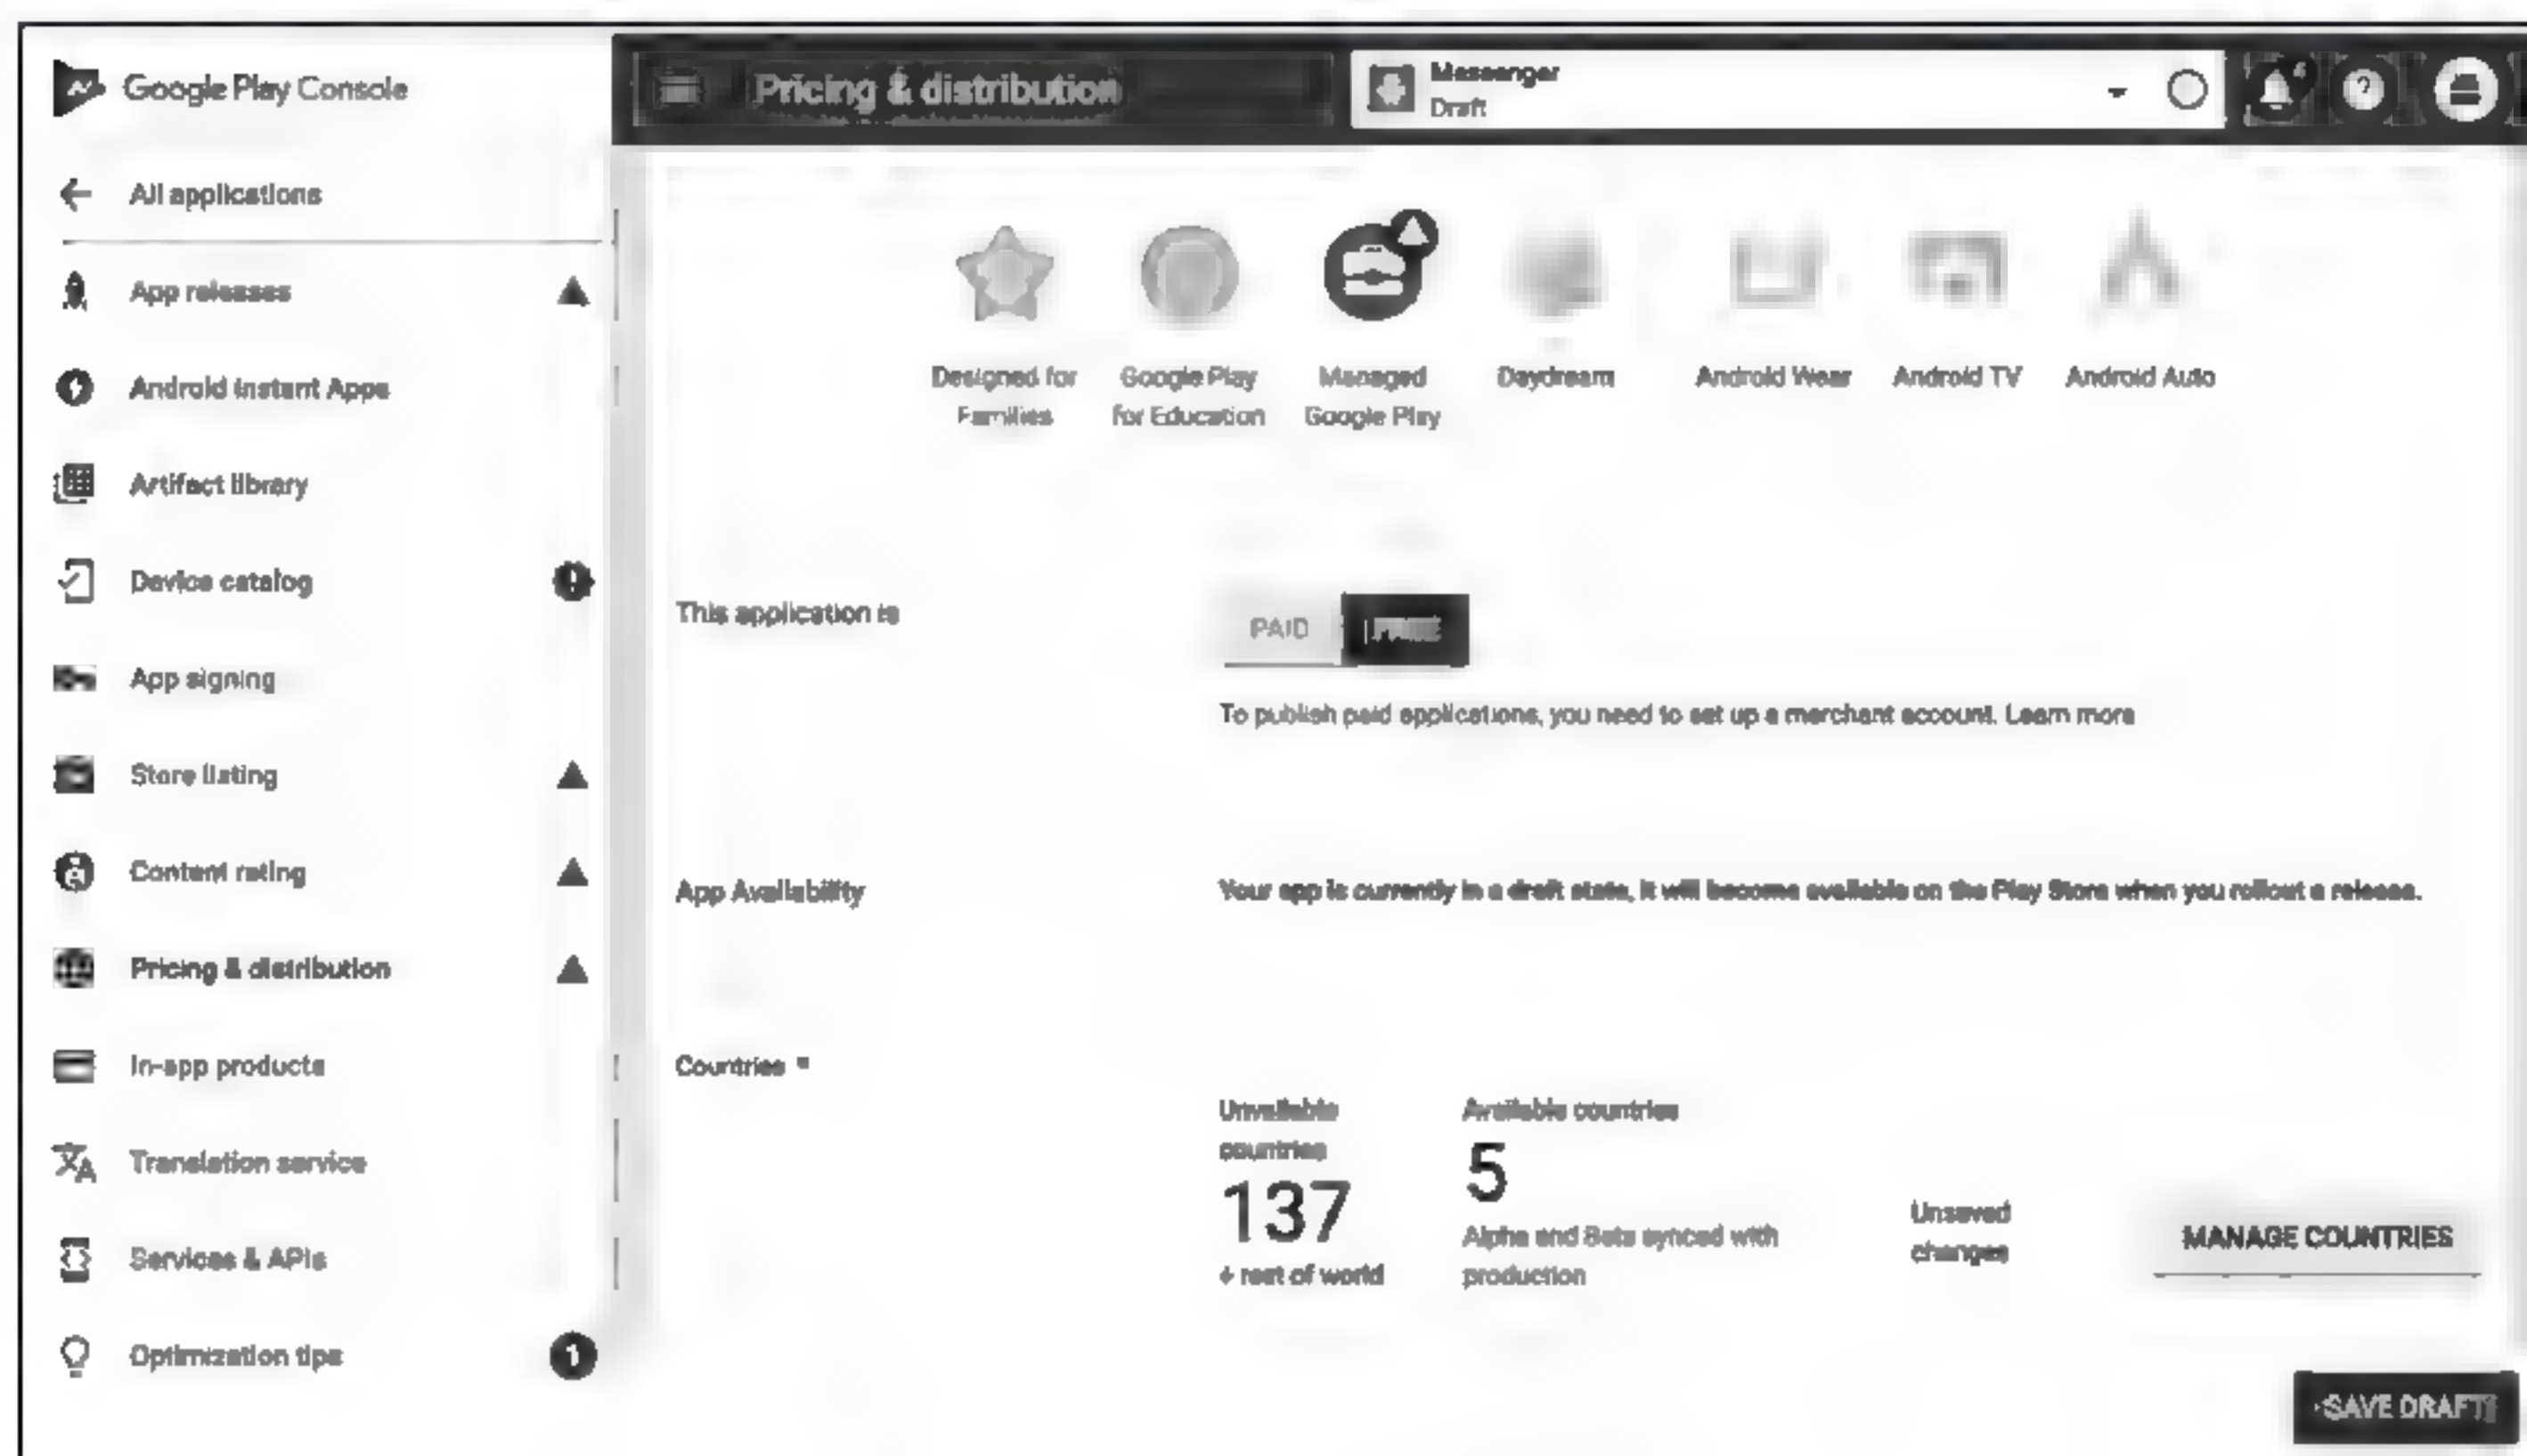 Google Play Console
Pricing & distribution
Messenger
Draft
4
?
All applications
App releases
Android Instant Apps
Artifact library
Device catalog
App signing
Store listing
Content rating
Pricing & distribution
In-app products
Translation service
Services & APIs
Optimization tips
1
Designed for
Families
Google Play
for Education
Managed
Google Play
Daydream
Android Wear
Android TV
Android Auto
This application is
PAID FREE
To publish paid applications, you need to set up a merchant account. Learn more
App Availability
Your app is currently in a draft state, it will become available on the Play Store when you rollout a release.
Countries *
countries
137
+ rest of world
Available countries
5
Alpha and Beta synced with
production
Unsaved
changes
MANAGE COUNTRIES
SAVE DRAFT